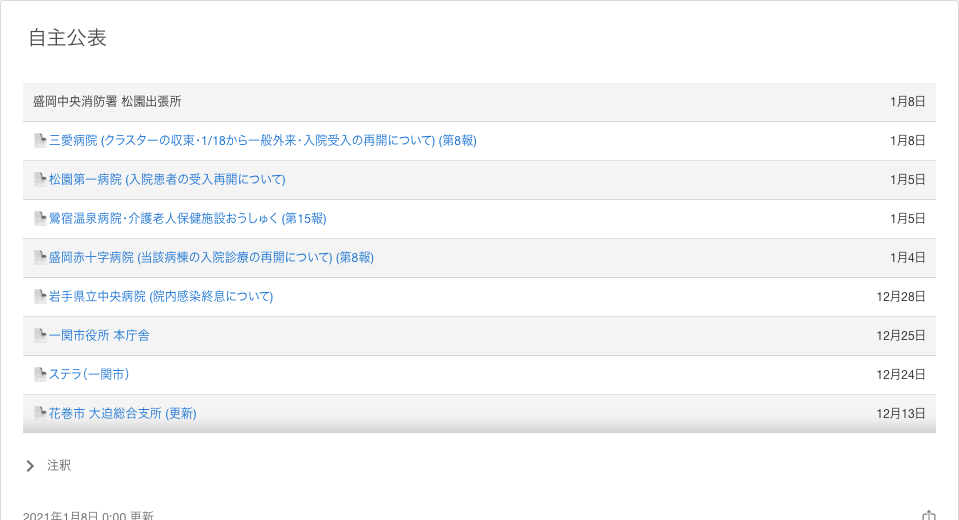 自主公表
盛岡中央消防署 松園出張所 1月8日
三愛病院 (クラスターの収束・1/18から一般外来・入院受入の再開について) (第8報) 1月8日
松園第一病院 (入院患者の受入再開について) 1月5日
鶯宿温泉病院・介護老人保健施設おうしゅく (第15報) 1月5日
盛岡赤十字病院 (当該病棟の入院診療の再開について) (第8報) 1月4日
岩手県立中央病院 (院内感染終息について) 12月28日
一関市役所 本庁舎 12月25日
ステラ（一関市） 12月24日
花巻市 大迫総合支所 (更新) 12月13日
注釈
2021年1月8日 0:00 更新